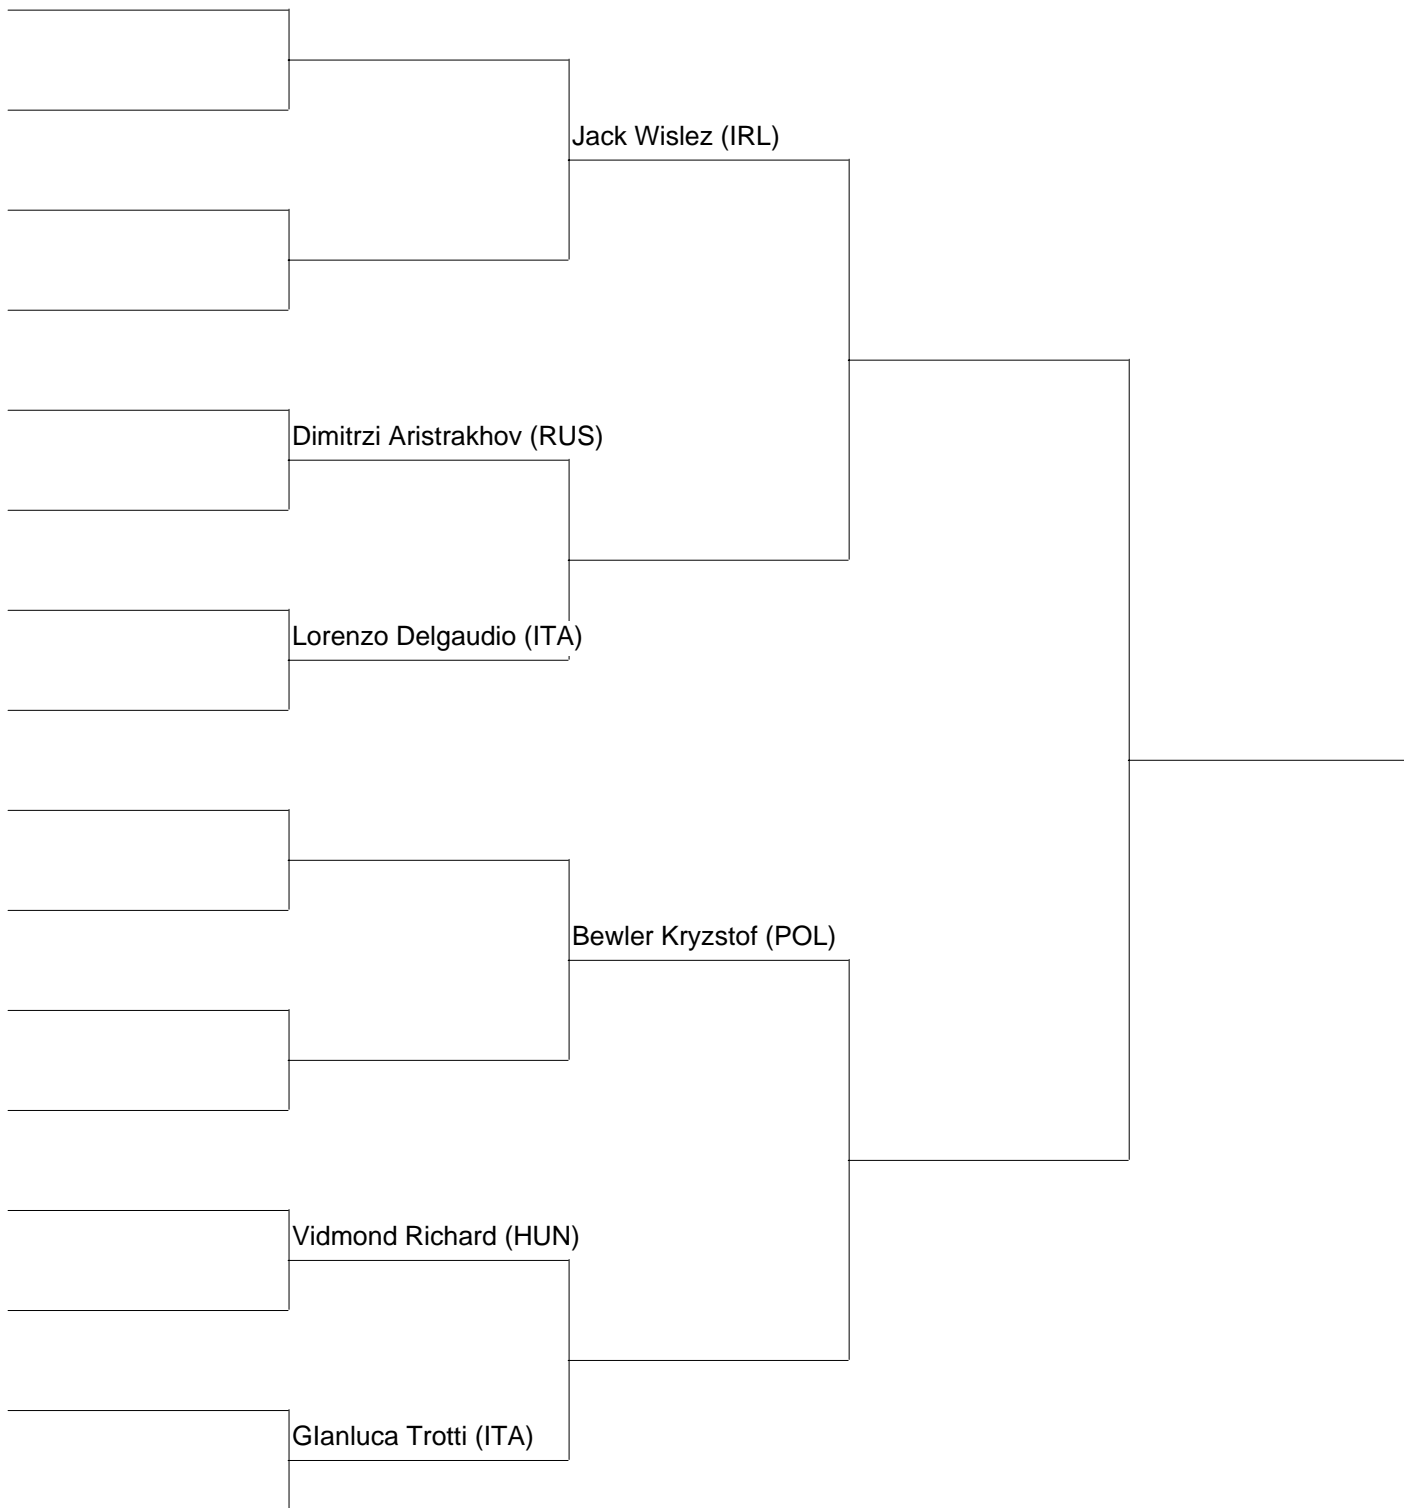 Jack Wislez (IRL)
Dimitrzi Aristrakhov (RUS)
Lorenzo Delgaudio (ITA)
Bewler Kryzstof (POL)
Vidmond Richard (HUN)
GIanluca Trotti (ITA)